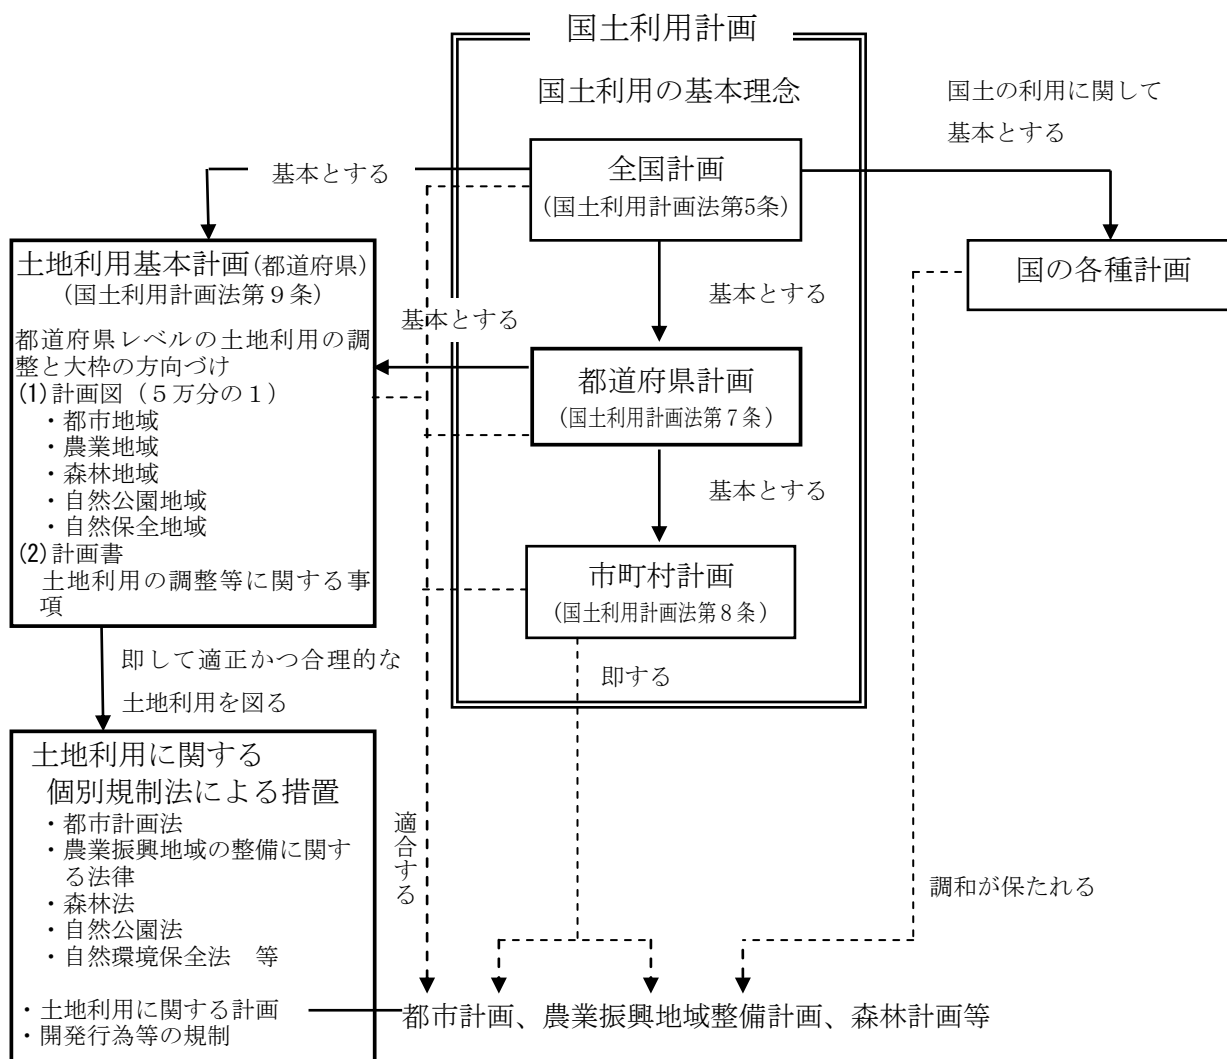 国土利用計画
国土利用の基本理念
国土の利用に関して
基本とする
全国計画
(国土利用計画法第5条)
基本とする
土地利用基本計画(都道府県)
(国土利用計画法第９条)
都道府県レベルの土地利用の調
整と大枠の方向づけ
(1)計画図（５万分の１）
・都市地域
・農業地域
・森林地域
・自然公園地域
・自然保全地域
(2)計画書
土地利用の調整等に関する事
項
国の各種計画
基本とする
基本とする
都道府県計画
(国土利用計画法第７条)
基本とする
市町村計画
(国土利用計画法第８条)
即して適正かつ合理的な
土地利用を図る
即する
土地利用に関する
個別規制法による措置
・都市計画法
・農業振興地域の整備に関す
る法律
・森林法
・自然公園法
・自然環境保全法　等
・土地利用に関する計画
・開発行為等の規制
適合する
調和が保たれる
都市計画、農業振興地域整備計画、森林計画等